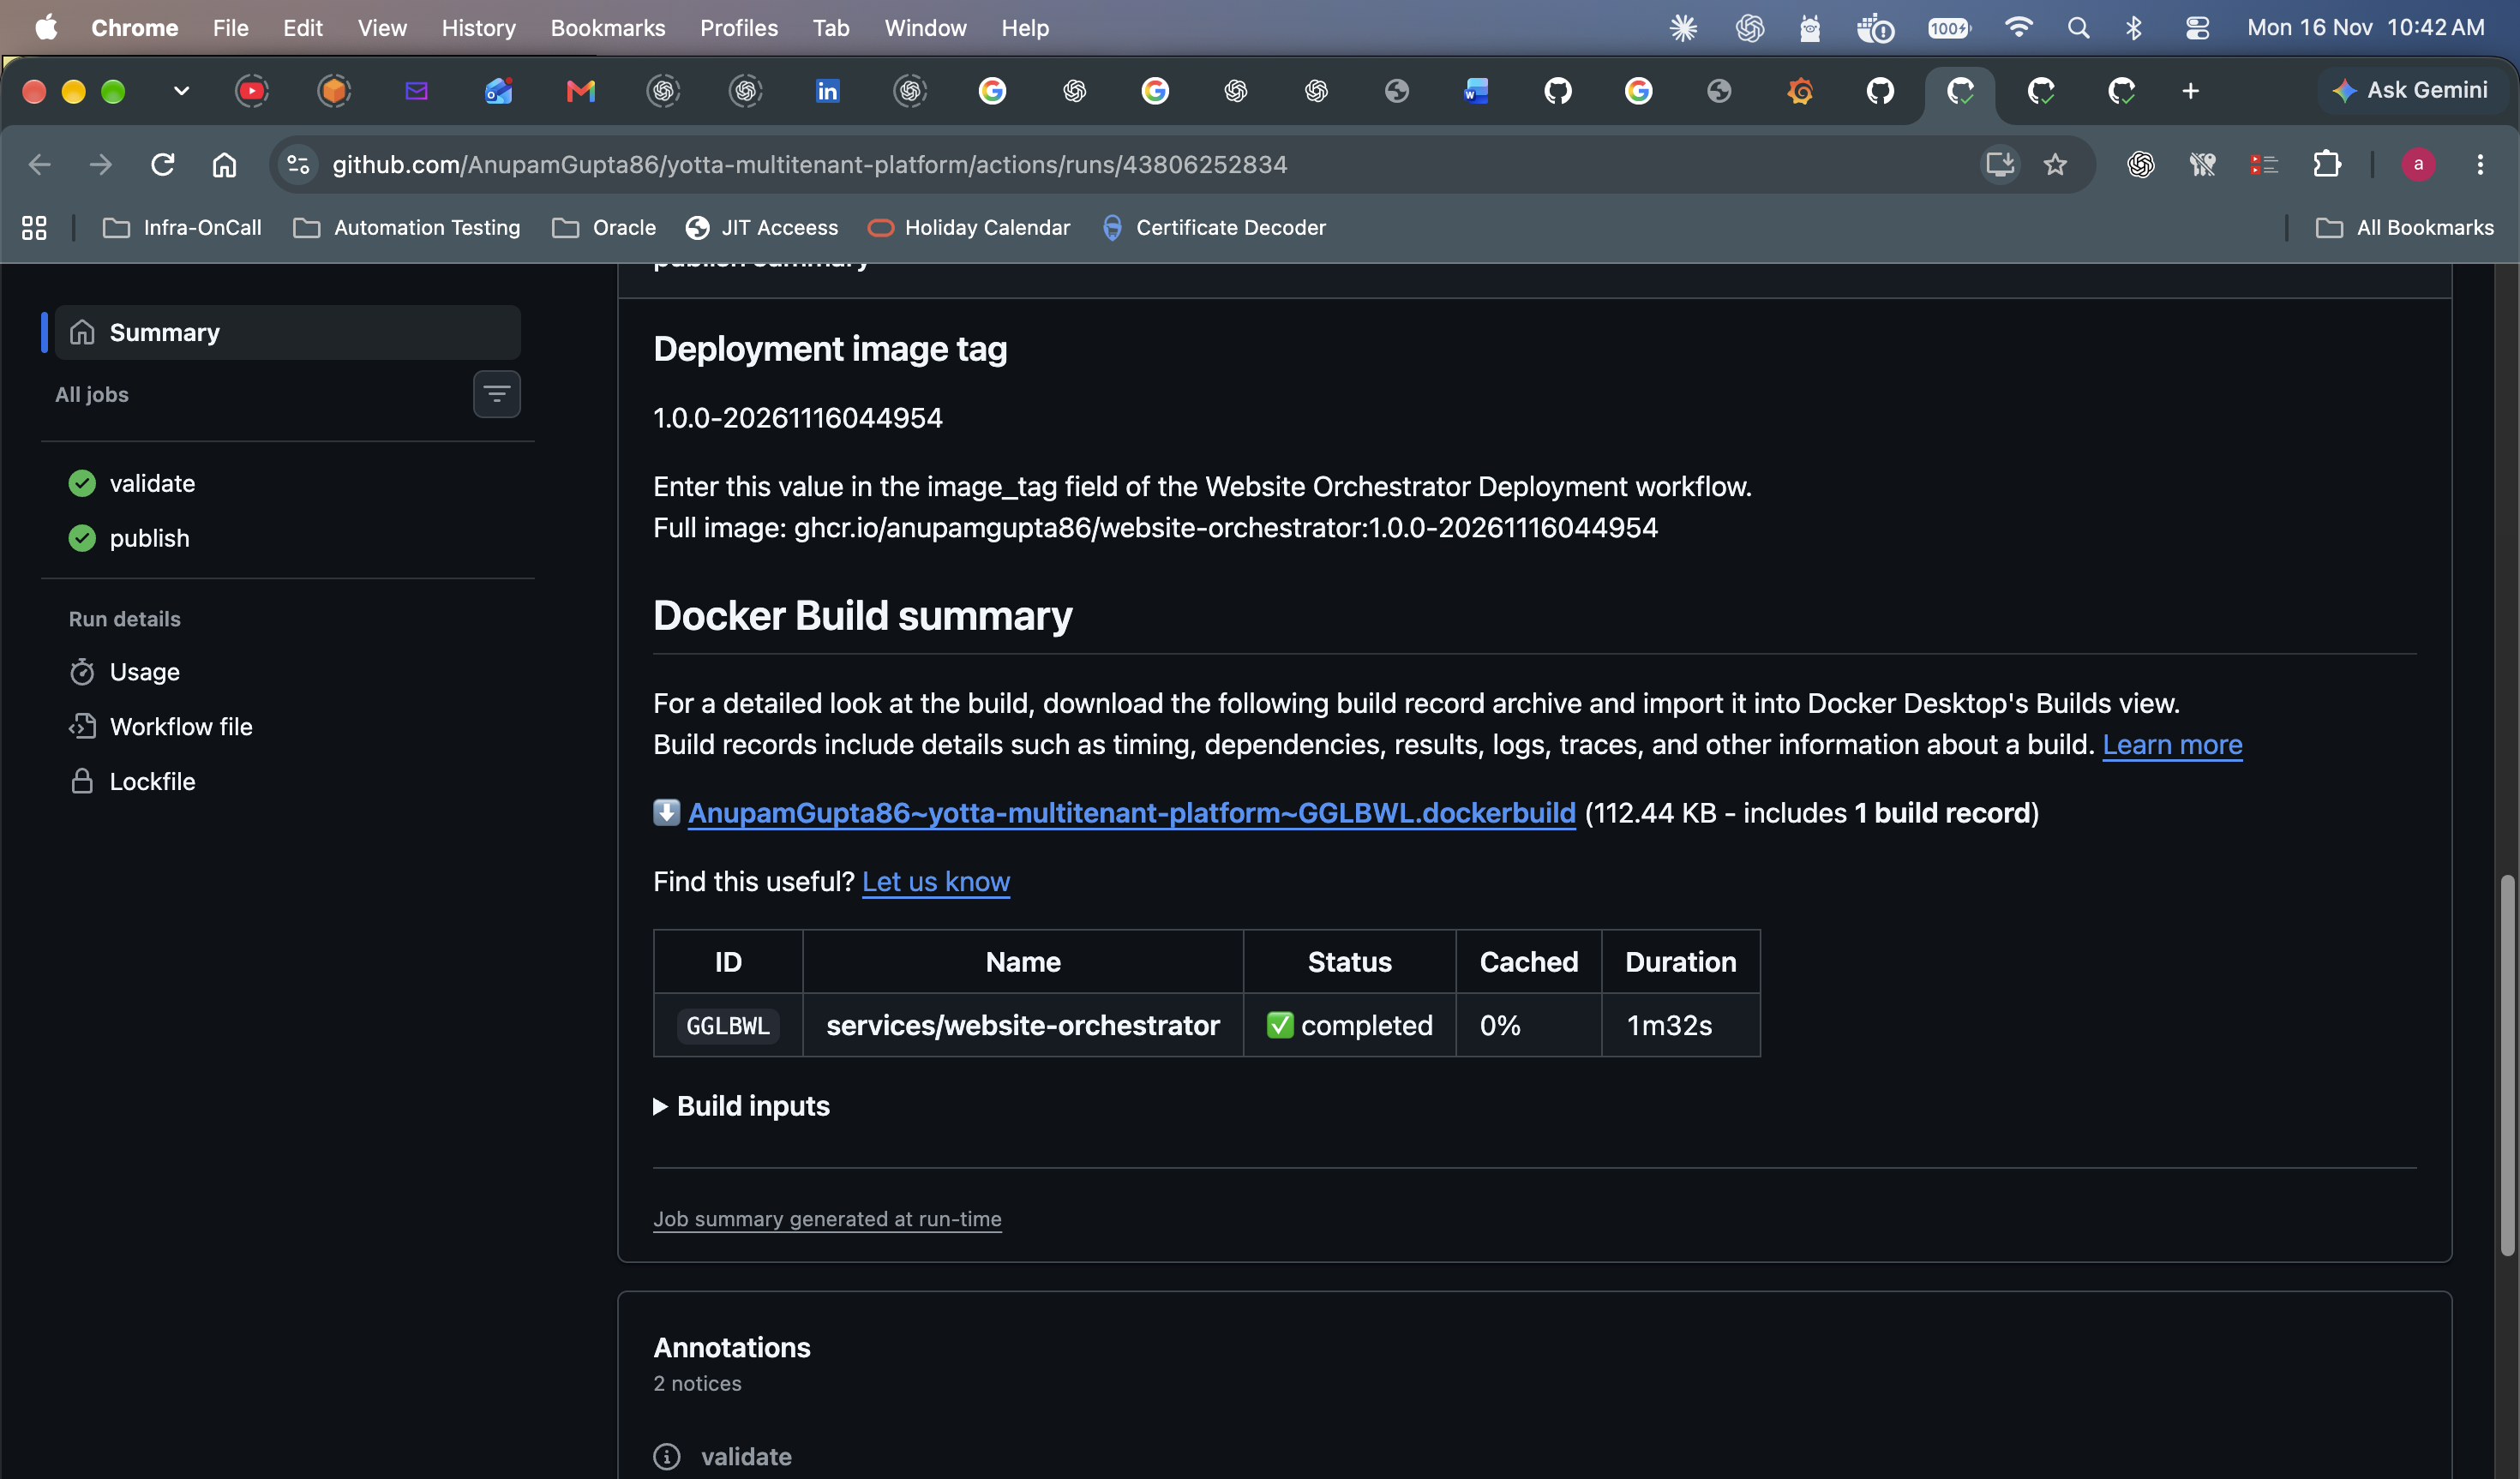 Chrome File Edit View History Bookmarks Profiles Tab Window Help 100 Mon 16 Nov 10:42 AM
Ask Gemini
github.com/AnupamGupta86/yotta-multitenant-platform/actions/runs/43806252834 a
Infra-OnCall Automation Testing Oracle JIT Acceess Holiday Calendar Certificate Decoder All Bookmarks
publish summary
Summary
All jobs
validate
publish
Run details
Usage
Workflow file
Lockfile
Deployment image tag
1.0.0-20261116044954
Enter this value in the image_tag field of the Website Orchestrator Deployment workflow.
Full image: ghcr.io/anupamgupta86/website-orchestrator:1.0.0-20261116044954
Docker Build summary
For a detailed look at the build, download the following build record archive and import it into Docker Desktop's Builds view.
Build records include details such as timing, dependencies, results, logs, traces, and other information about a build. Learn more
AnupamGupta86~yotta-multitenant-platform~GGLBWL.dockerbuild (112.44 KB - includes 1 build record)
Find this useful? Let us know
ID Name Status Cached Duration
GGLBWL services/website-orchestrator completed 0% 1m32s
Build inputs
Job summary generated at run-time
Annotations
2 notices
validate